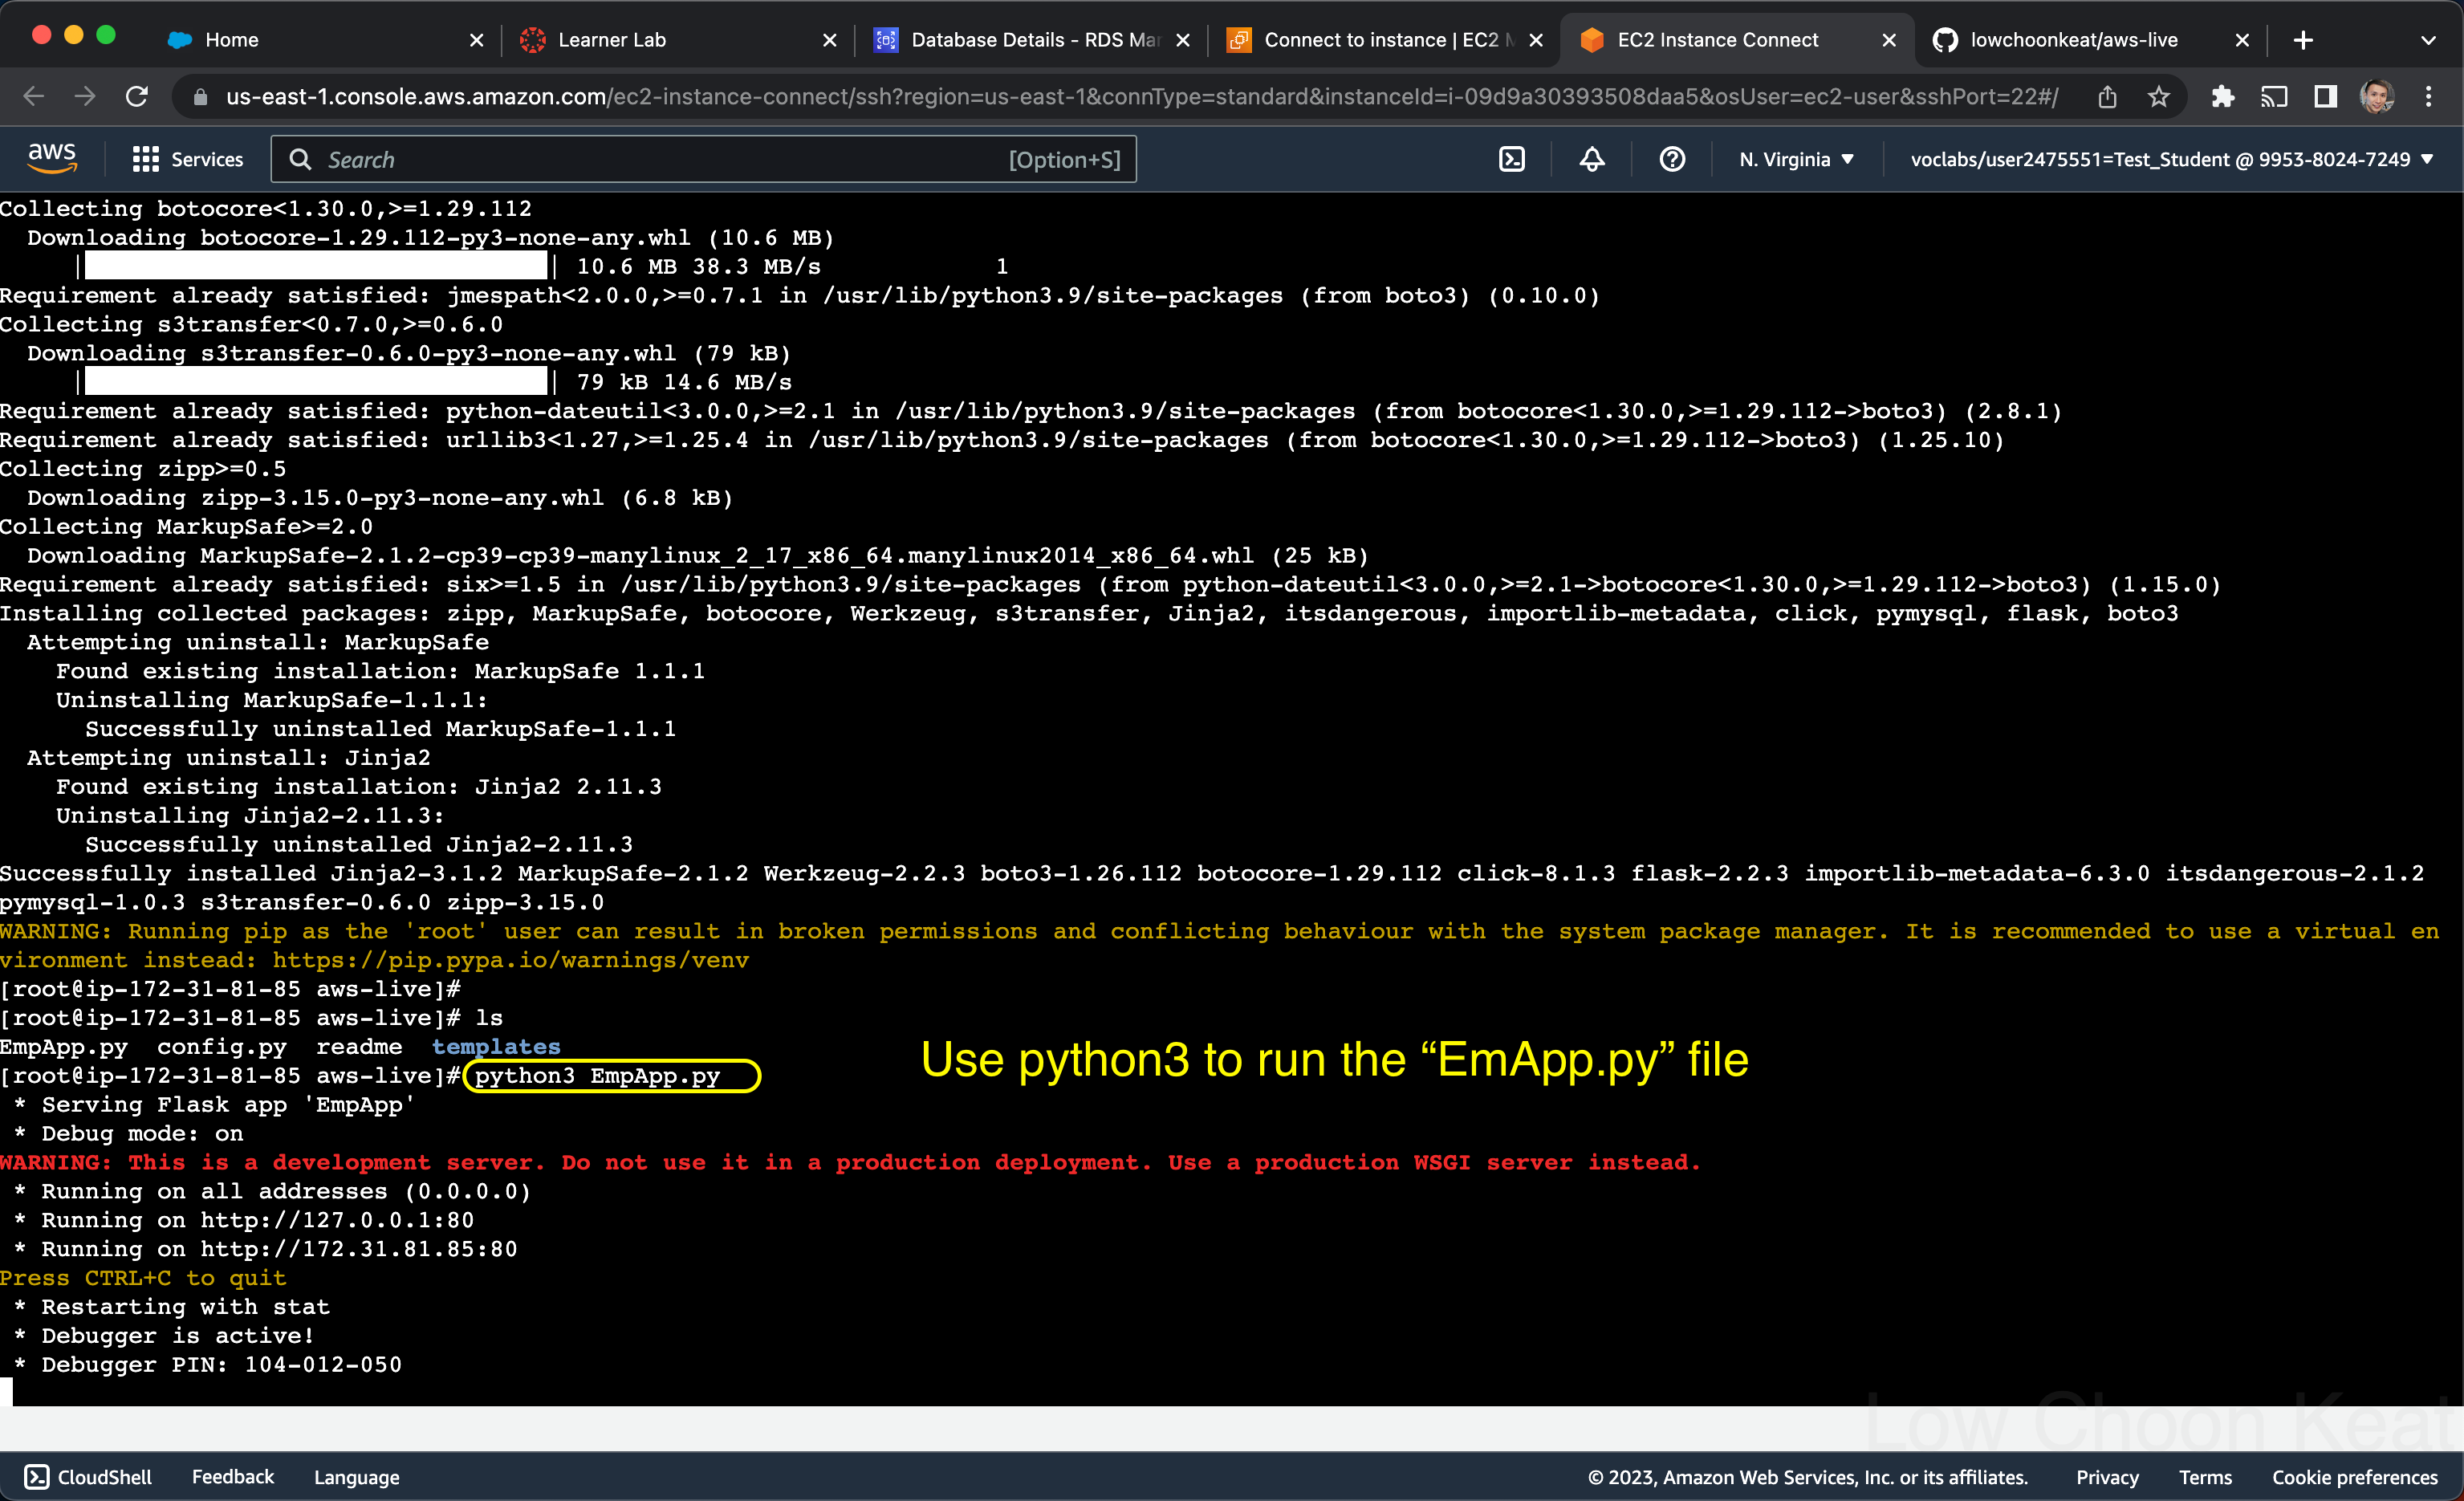 Home
Learner Lab
Database Details - RDS Mar
Connect to instance | EC2 M
EC2 Instance Connect
lowchoonkeat/aws-live
us-east-1.console.aws.amazon.com/ec2-instance-connect/ssh?region=us-east-1&connType=standard&instanceId=i-09d9a30393508daa5&osUser=ec2-user&sshPort=22#/
aws
Services
Search
[Option+S]
N. Virginia
voclabs/user2475551=Test_Student @ 9953-8024-7249
Collecting botocore<1.30.0,>=1.29.112
Downloading botocore-1.29.112-py3-none-any.whl (10.6 MB)
| | 10.6 MB 38.3 MB/s 1
Requirement already satisfied: jmespath<2.0.0,>=0.7.1 in /usr/lib/python3.9/site-packages (from boto3) (0.10.0)
Collecting s3transfer<0.7.0,>=0.6.0
Downloading s3transfer-0.6.0-py3-none-any.whl (79 kB)
| | 79 kB 14.6 MB/s
Requirement already satisfied: python-dateutil<3.0.0,>=2.1 in /usr/lib/python3.9/site-packages (from botocore<1.30.0,>=1.29.112->boto3) (2.8.1)
Requirement already satisfied: urllib3<1.27,>=1.25.4 in /usr/lib/python3.9/site-packages (from botocore<1.30.0,>=1.29.112->boto3) (1.25.10)
Collecting zipp>=0.5
Downloading zipp-3.15.0-py3-none-any.whl (6.8 kB)
Collecting MarkupSafe>=2.0
Downloading MarkupSafe-2.1.2-cp39-cp39-manylinux_2_17_x86_64.manylinux2014_x86_64.whl (25 kB)
Requirement already satisfied: six>=1.5 in /usr/lib/python3.9/site-packages (from python-dateutil<3.0.0,>=2.1->botocore<1.30.0,>=1.29.112->boto3) (1.15.0)
Installing collected packages: zipp, MarkupSafe, botocore, Werkzeug, s3transfer, Jinja2, itsdangerous, importlib-metadata, click, pymysql, flask, boto3
Attempting uninstall: MarkupSafe
Found existing installation: MarkupSafe 1.1.1
Uninstalling MarkupSafe-1.1.1:
Successfully uninstalled MarkupSafe-1.1.1
Attempting uninstall: Jinja2
Found existing installation: Jinja2 2.11.3
Uninstalling Jinja2-2.11.3:
Successfully uninstalled Jinja2-2.11.3
Successfully installed Jinja2-3.1.2 MarkupSafe-2.1.2 Werkzeug-2.2.3 boto3-1.26.112 botocore-1.29.112 click-8.1.3 flask-2.2.3 importlib-metadata-6.3.0 itsdangerous-2.1.2
pymysql-1.0.3 s3transfer-0.6.0 zipp-3.15.0
WARNING: Running pip as the 'root' user can result in broken permissions and conflicting behaviour with the system package manager. It is recommended to use a virtual en
vironment instead: https://pip.pypa.io/warnings/venv
[root@ip-172-31-81-85 aws-live]#
[root@ip-172-31-81-85 aws-live]# ls
EmpApp.py config.py readme templates
[root@ip-172-31-81-85 aws-live]# python3 EmpApp.py
Use python3 to run the “EmApp.py” file
* Serving Flask app 'EmpApp'
* Debug mode: on
WARNING: This is a development server. Do not use it in a production deployment. Use a production WSGI server instead.
* Running on all addresses (0.0.0.0)
* Running on http://127.0.0.1:80
* Running on http://172.31.81.85:80
Press CTRL+C to quit
* Restarting with stat
* Debugger is active!
* Debugger PIN: 104-012-050
Low Choon Keat
CloudShell
Feedback
Language
© 2023, Amazon Web Services, Inc. or its affiliates.
Privacy
Terms
Cookie preferences